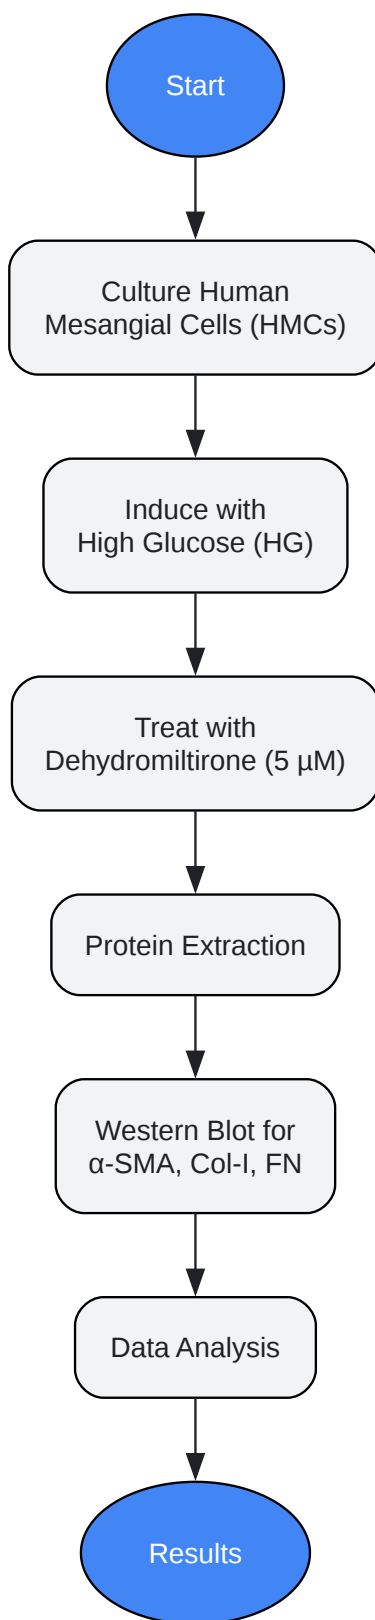 Start
Culture Human
Mesangial Cells (HMCs)
Induce with
High Glucose (HG)
Treat with
Dehydromiltirone (5 µM)
Protein Extraction
Western Blot for
α-SMA, Col-I, FN
Data Analysis
Results